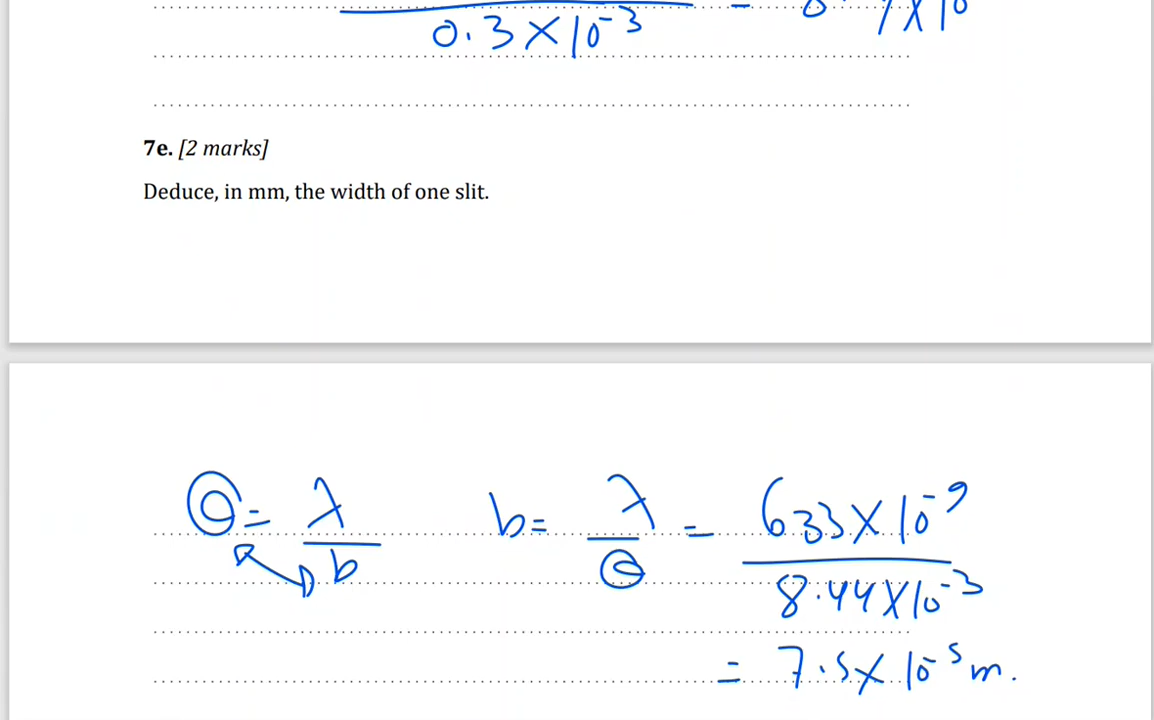 0.3×10⁻³
7e. [2 marks]
Deduce, in mm, the width of one slit.
θ = λ/b b = λ/θ = 633×10⁻⁹/8.44×10⁻³
= 7.5×10⁻⁵ m.